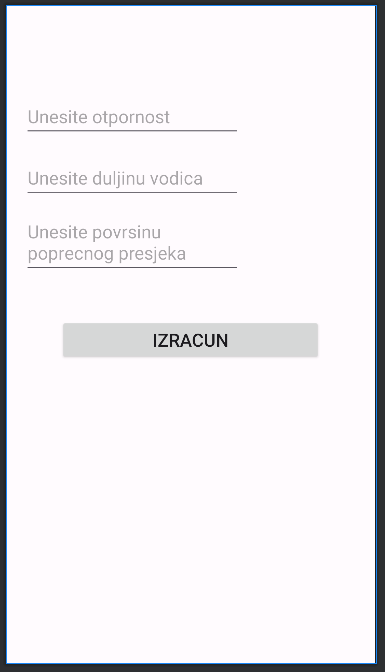 Unesite otpornost
Unesite duljinu vodica
Unesite povrsinu
poprecnog presjeka
IZRACUN